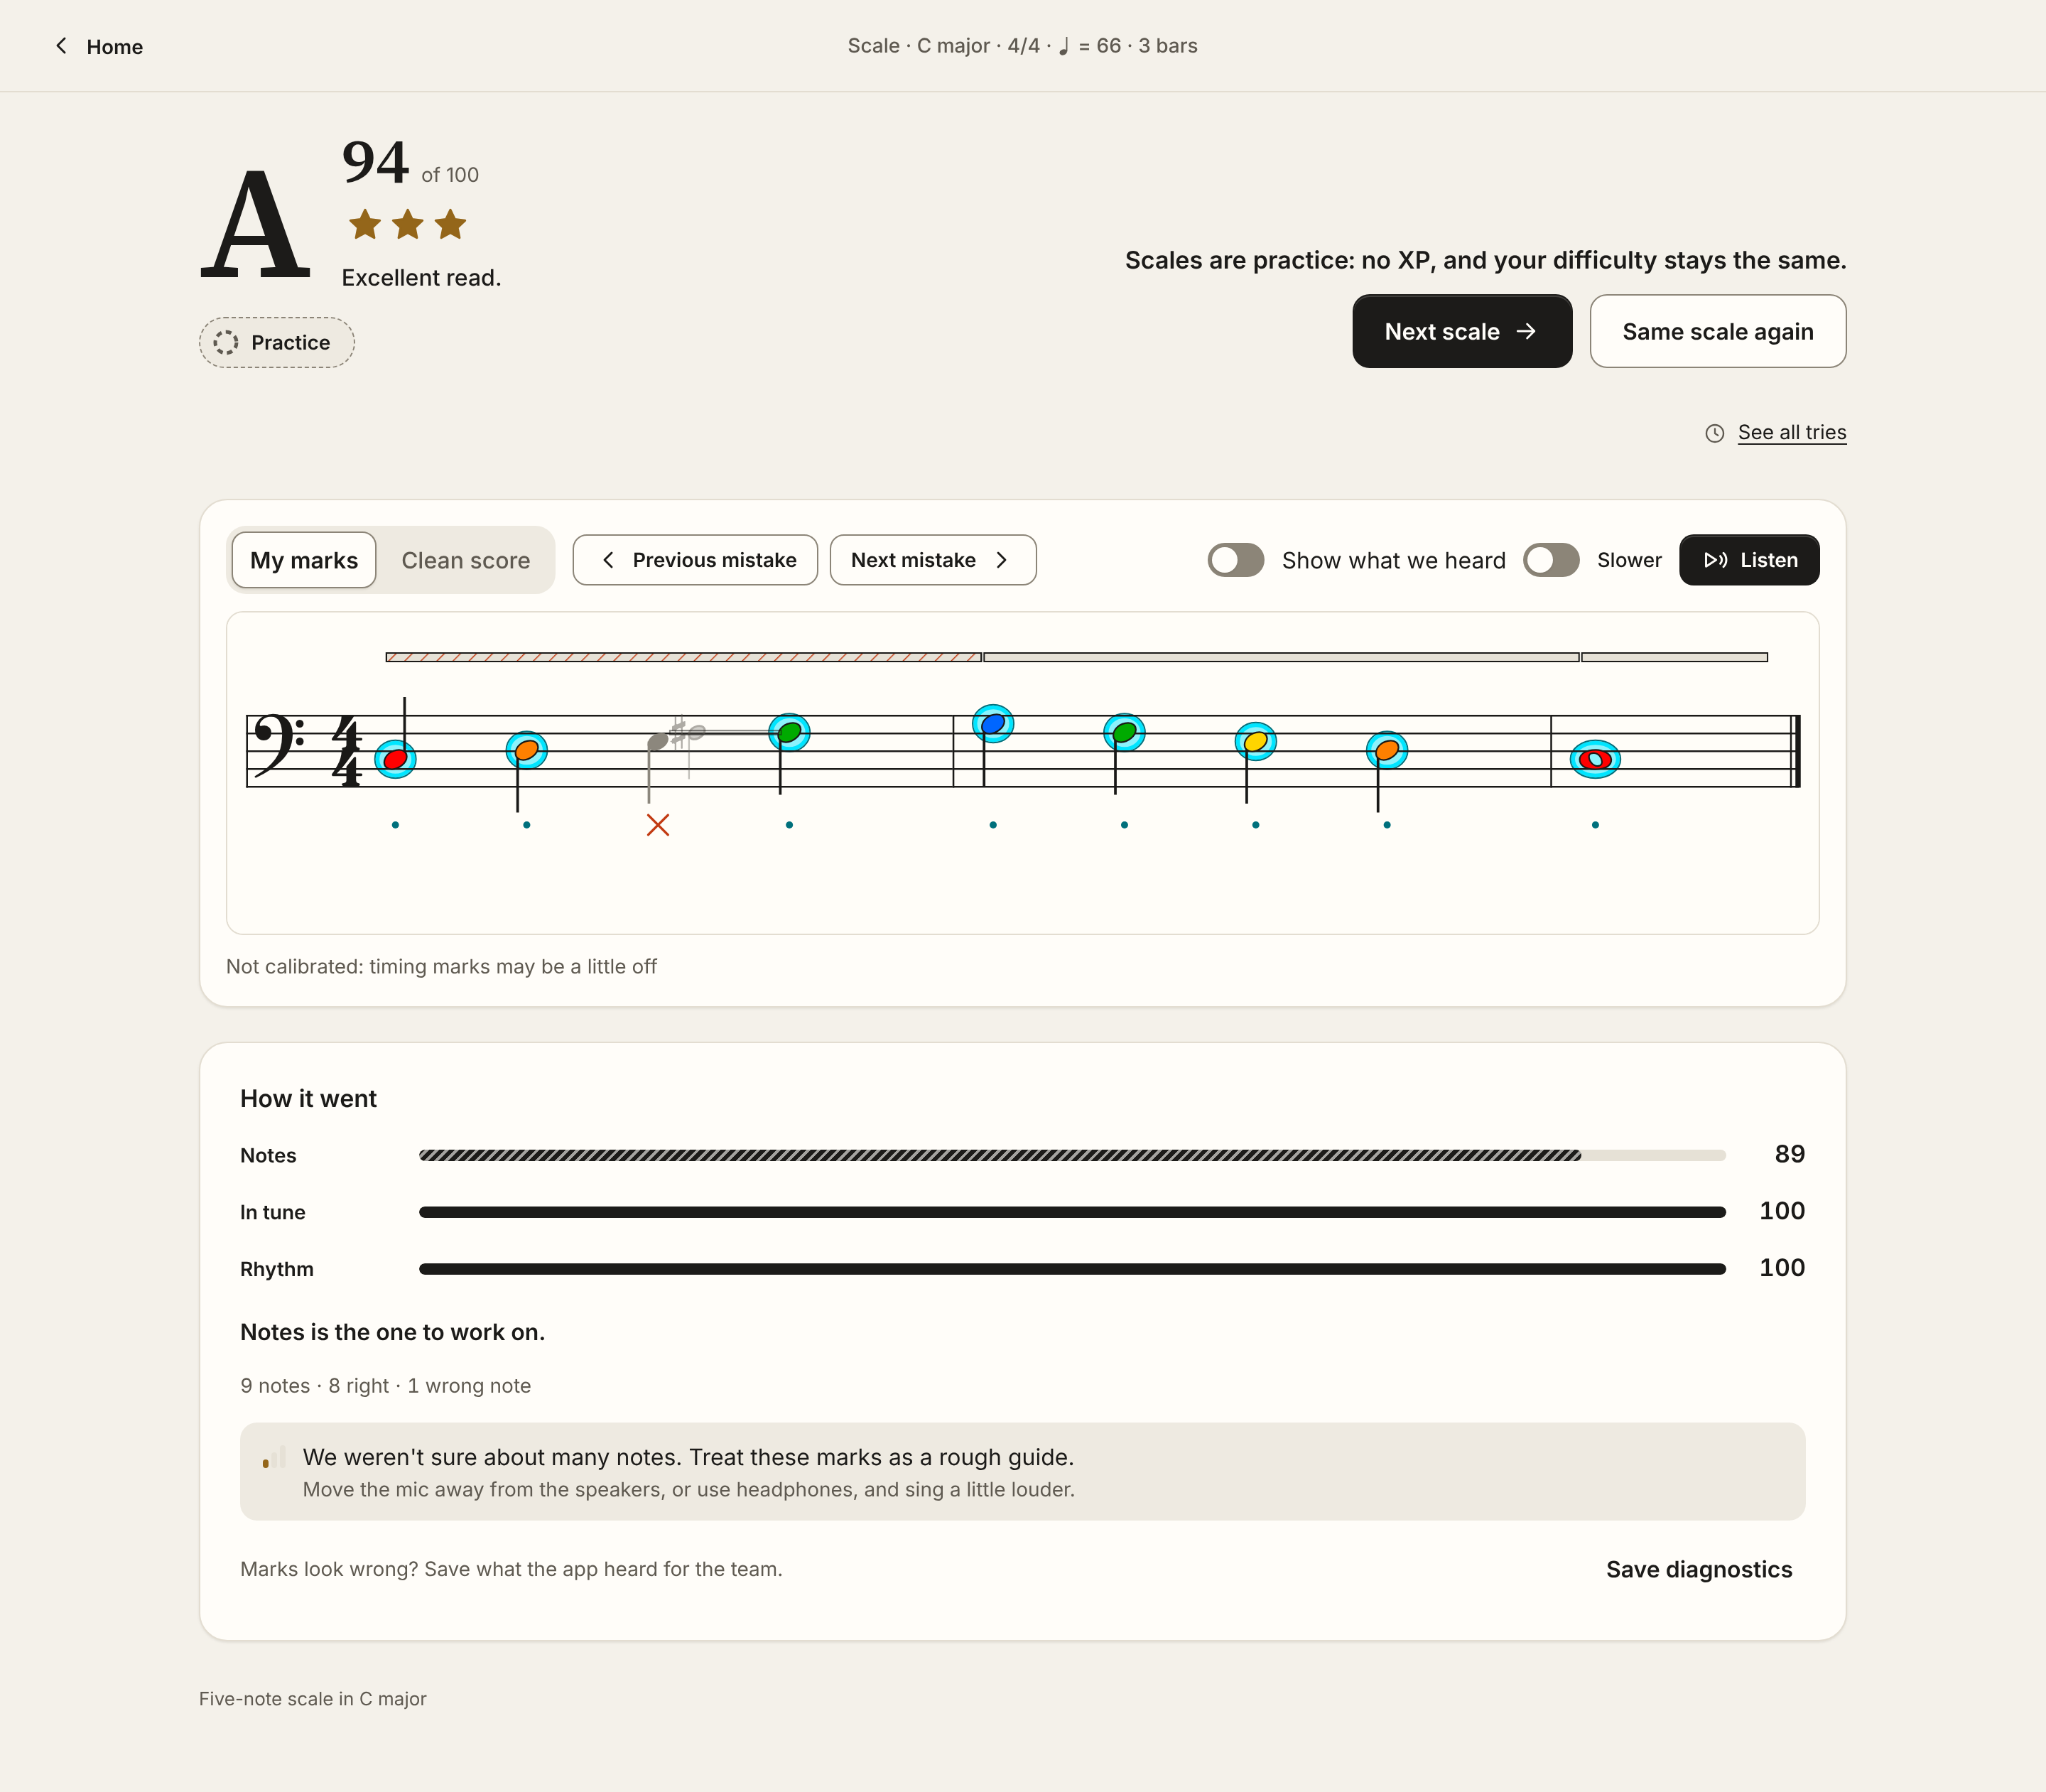 Home
Scale · C major · 4/4 · ♩ = 66 · 3 bars
A
94 of 100
Excellent read.
Practice
Scales are practice: no XP, and your difficulty stays the same.
Next scale →
Same scale again
See all tries
My marks
Clean score
Previous mistake
Next mistake
Show what we heard
Slower
Listen
4
4
Not calibrated: timing marks may be a little off
How it went
Notes 89
In tune 100
Rhythm 100
Notes is the one to work on.
9 notes · 8 right · 1 wrong note
We weren't sure about many notes. Treat these marks as a rough guide.
Move the mic away from the speakers, or use headphones, and sing a little louder.
Marks look wrong? Save what the app heard for the team.
Save diagnostics
Five-note scale in C major